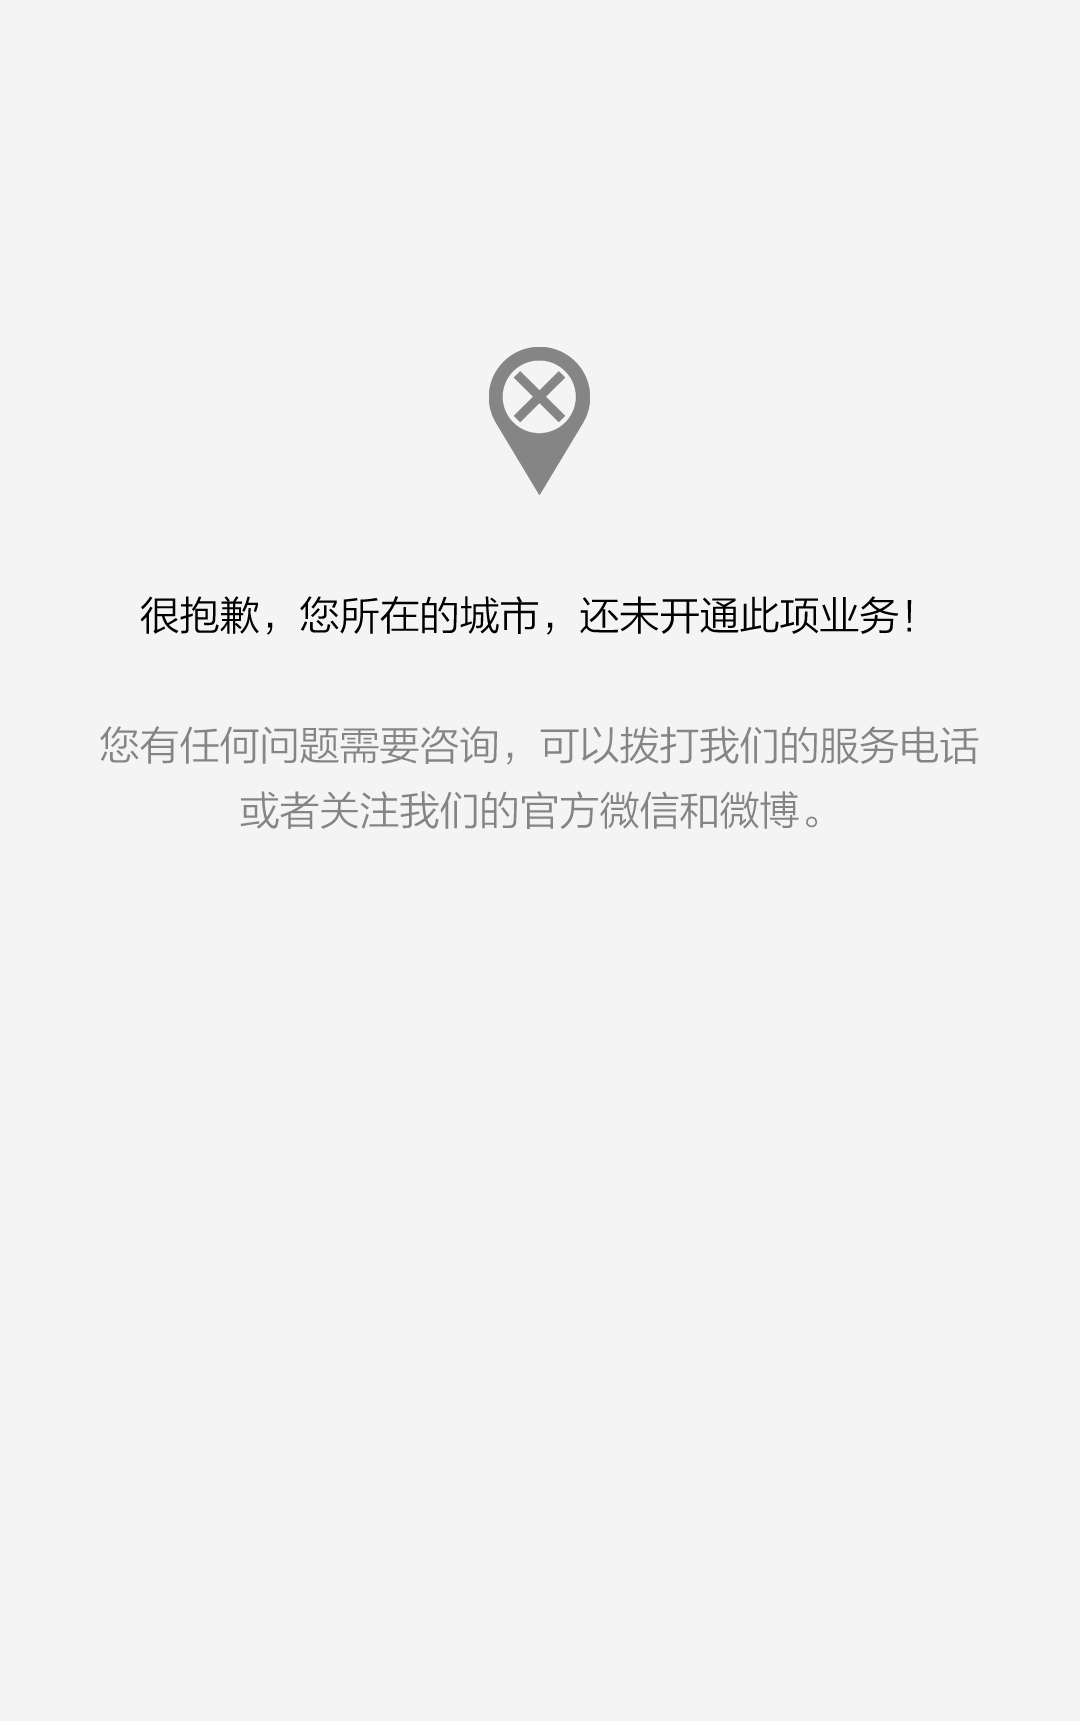 很抱歉，您所在的城市，还未开通此项业务！
您有任何问题需要咨询，可以拨打我们的服务电话
或者关注我们的官方微信和微博。